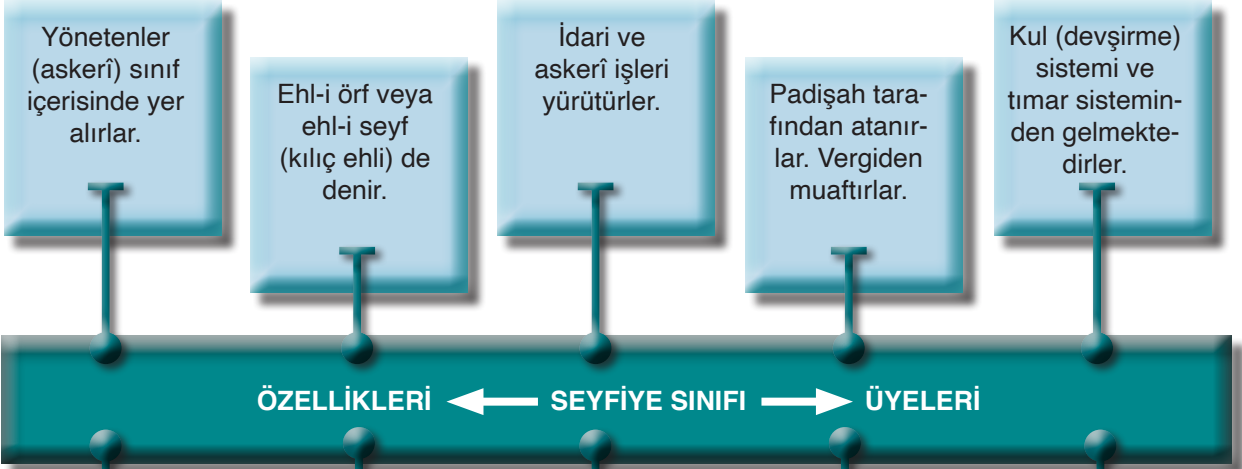 Yönetenler
(askerî) sınıf
içerisinde yer
alırlar.
Ehl-i örf veya
ehl-i seyf
(kılıç ehli) de
denir.
İdari ve
askerî işleri
yürütürler.
Padişah tara-
fından atanır-
lar. Vergiden
muaftırlar.
Kul (devşirme)
sistemi ve
tımar sistemin-
den gelmekte-
dirler.
ÖZELLİKLERİ SEYFİYE SINIFI ÜYELERİ